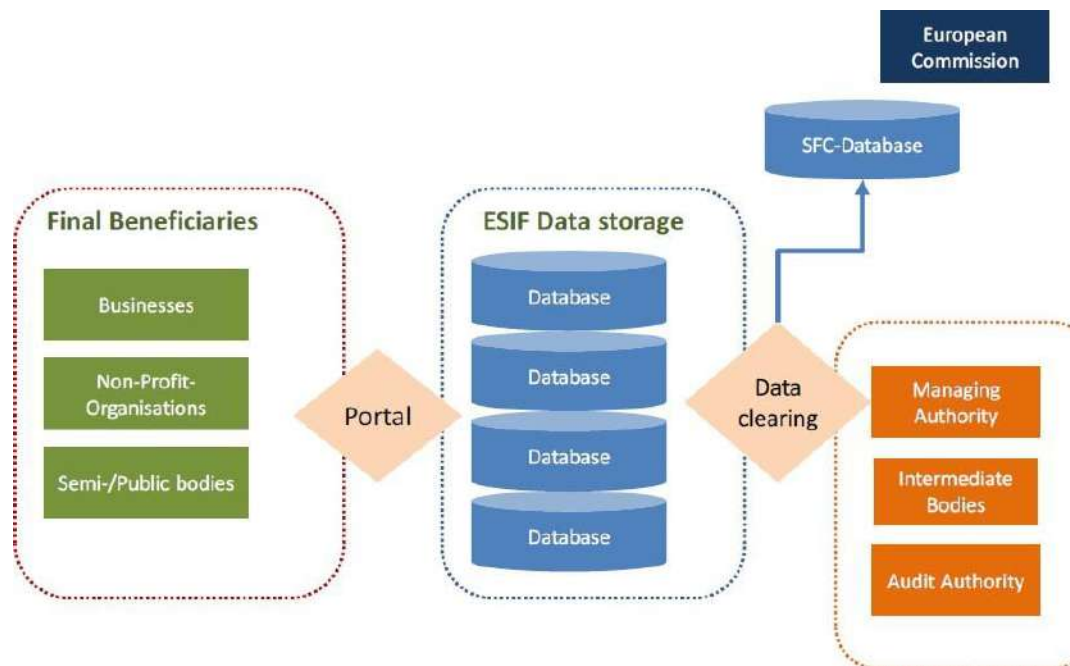 European
Commission
SFC-Database
Final Beneficiaries
Businesses
Non-Profit-
Organisations
Semi-/Public bodies
Portal
ESIF Data storage
Database
Database
Database
Database
Data
clearing
Managing
Authority
Intermediate
Bodies
Audit Authority